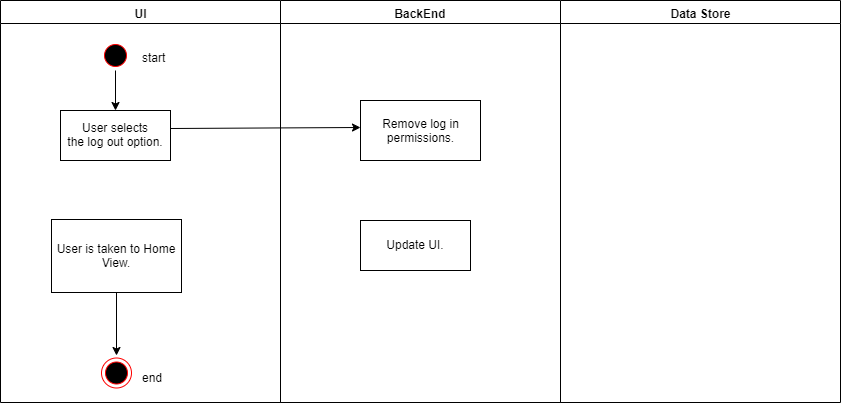 UI
BackEnd
Data Store
start
User selects
the log out option.
Remove log in
permissions.
User is taken to Home
View.
Update UI.
end